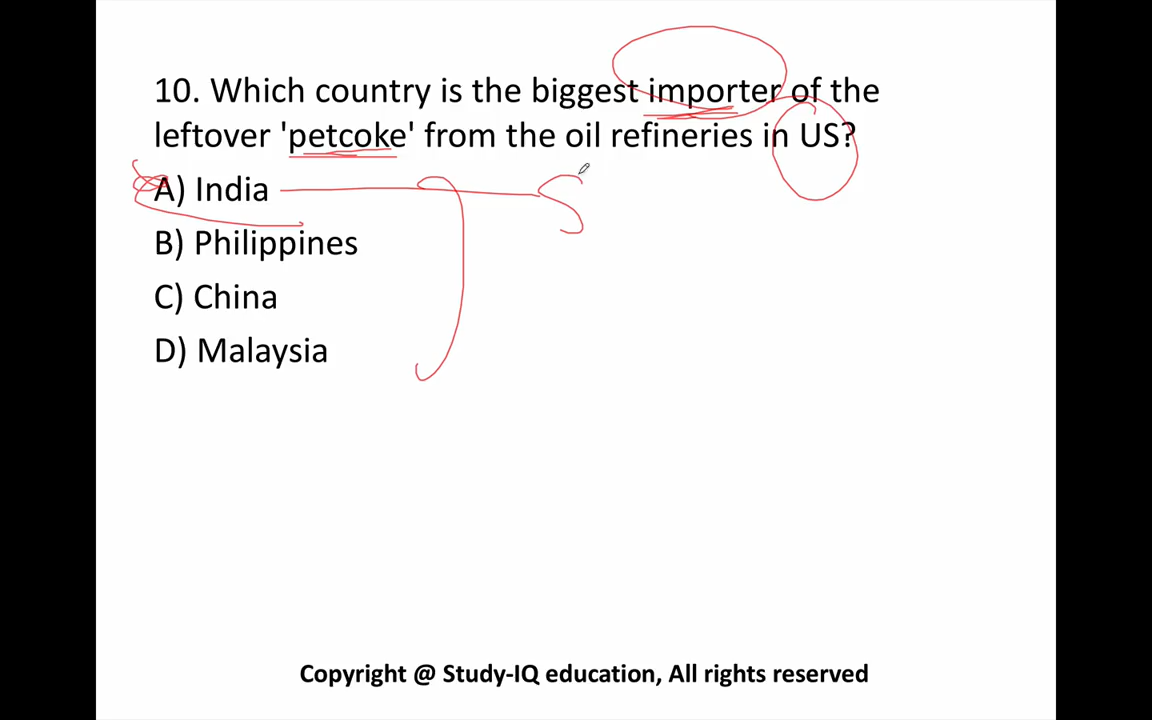 10. Which country is the biggest importer of the
leftover 'petcoke' from the oil refineries in US?
A) India
B) Philippines
C) China
D) Malaysia
Copyright @ Study-IQ education, All rights reserved